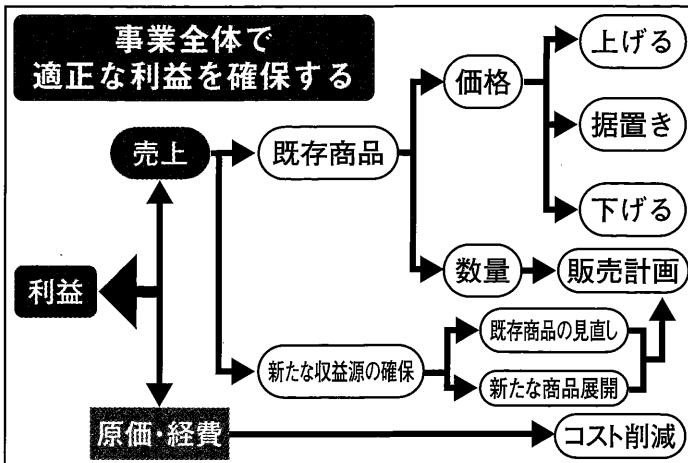 事業全体で
適正な利益を確保する
上げる
価格
据置き
売上
既存商品
下げる
数量
販売計画
利益
既存商品の見直し
新たな収益源の確保
新たな商品展開
原価・経費
コスト削減